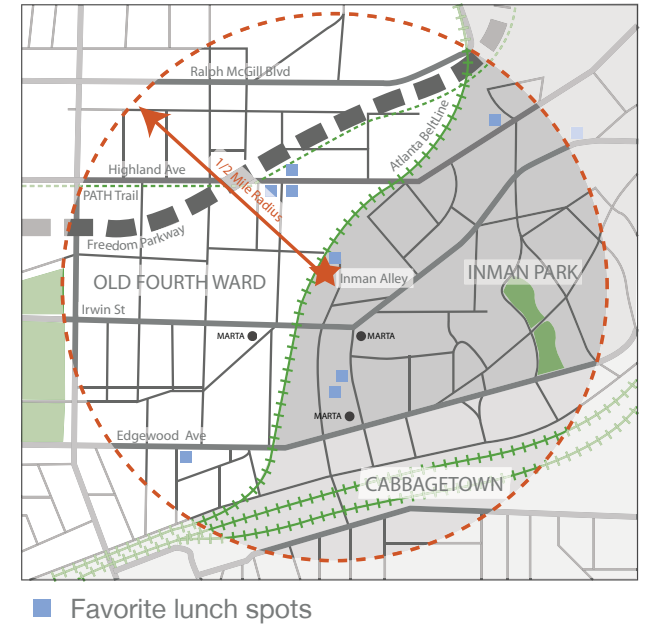 Ralph McGill Blvd
Atlanta BeltLine
Highland Ave
1/2 Mile Radius
PATH Trail
Freedom Parkway
OLD FOURTH WARD
Inman Alley
INMAN PARK
Irwin St
MARTA
MARTA
MARTA
Edgewood Ave
CABBAGETOWN
Favorite lunch spots